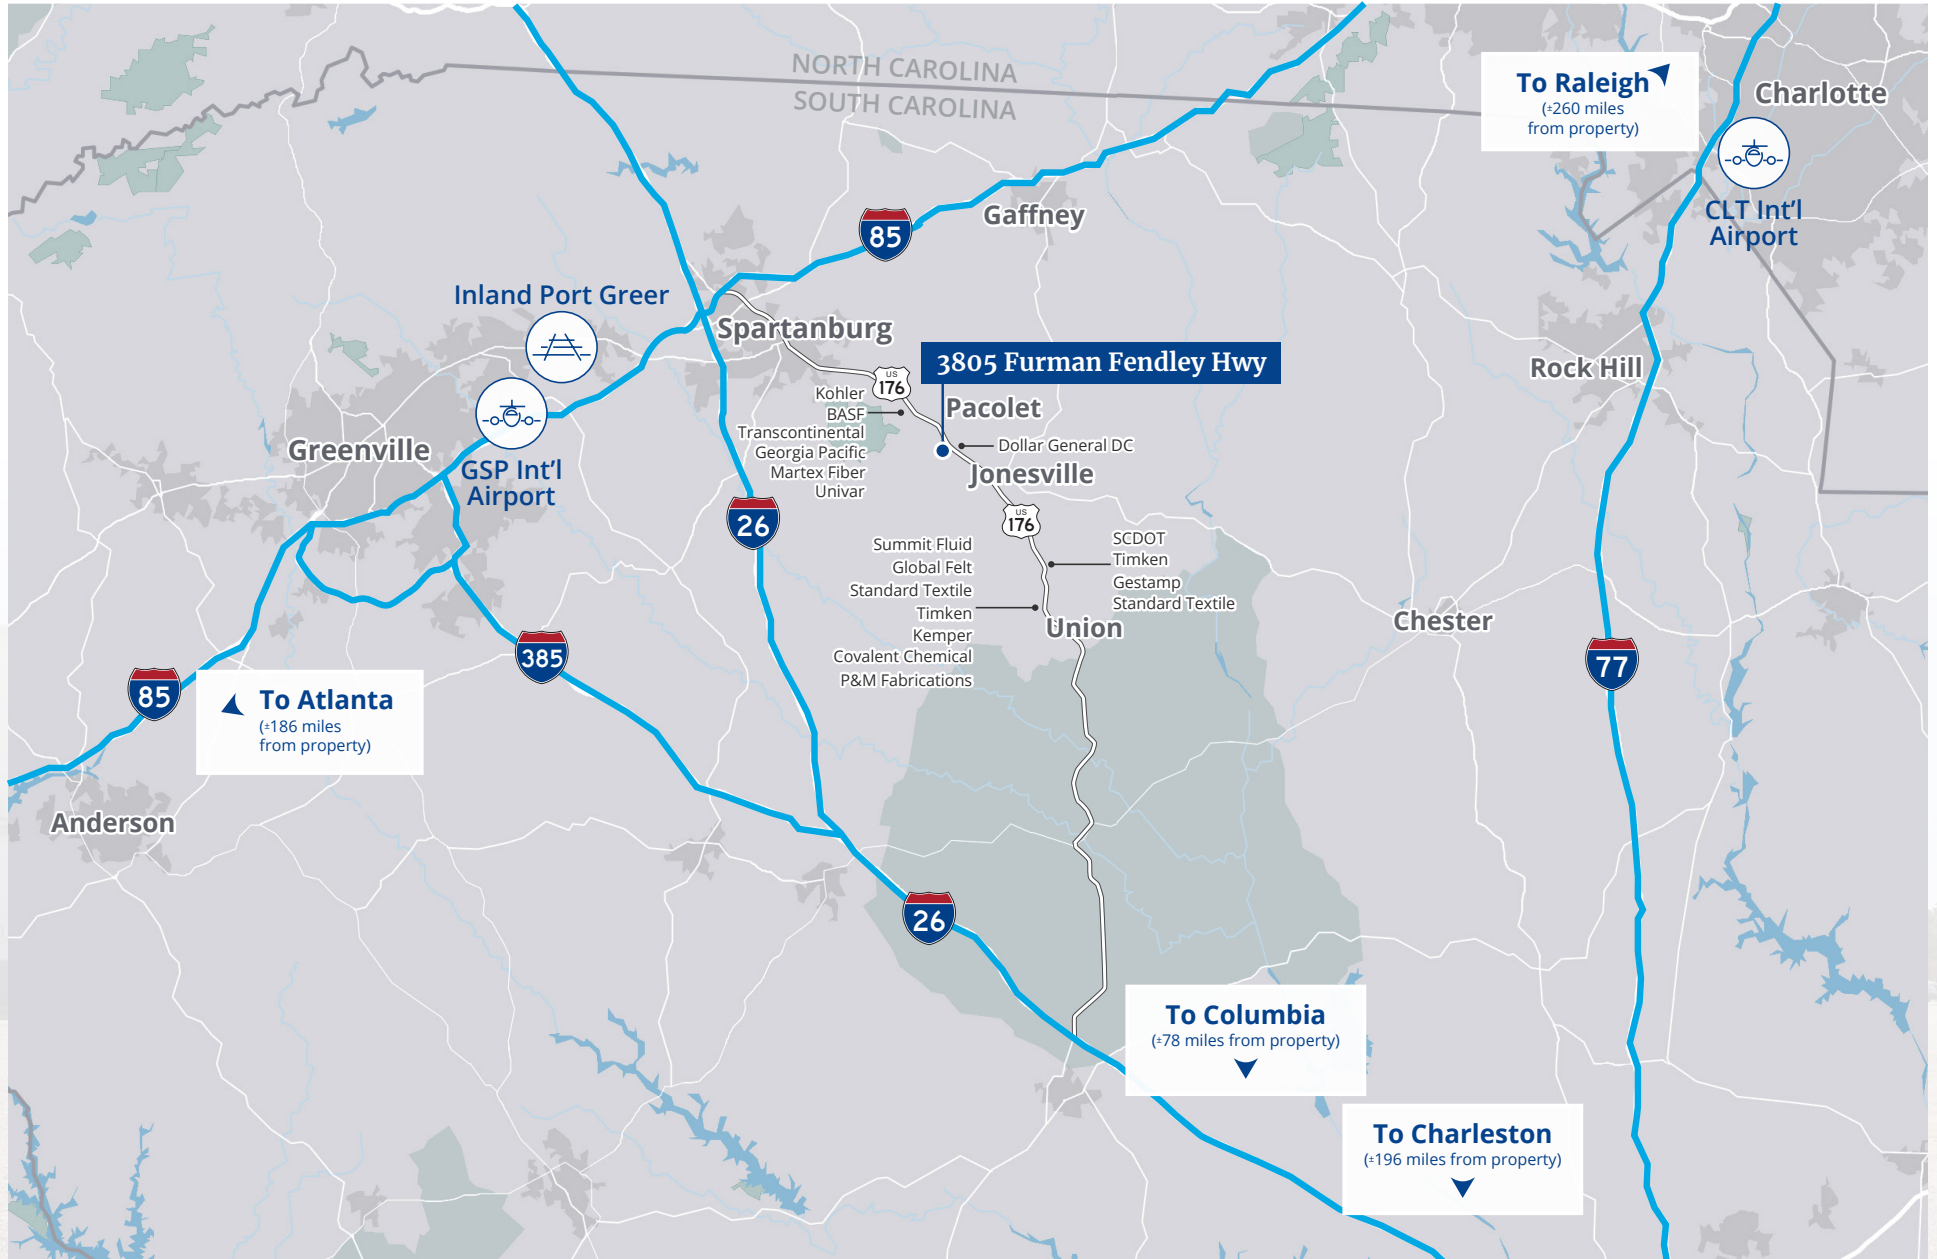 NORTH CAROLINA
SOUTH CAROLINA
To Raleigh
(±260 miles
from property)
Charlotte
CLT Int'l
Airport
Gaffney
85
Inland Port Greer
Spartanburg
3805 Furman Fendley Hwy
Rock Hill
US
176
Kohler
BASF
Transcontinental
Georgia Pacific
Martex Fiber
Univar
Pacolet
Dollar General DC
Jonesville
Greenville
GSP Int'l
Airport
26
US
176
Summit Fluid
Global Felt
Standard Textile
Timken
Kemper
Covalent Chemical
P&M Fabrications
SCDOT
Timken
Gestamp
Standard Textile
Union
Chester
385
77
85
To Atlanta
(±186 miles
from property)
Anderson
26
To Columbia
(±78 miles from property)
To Charleston
(±196 miles from property)